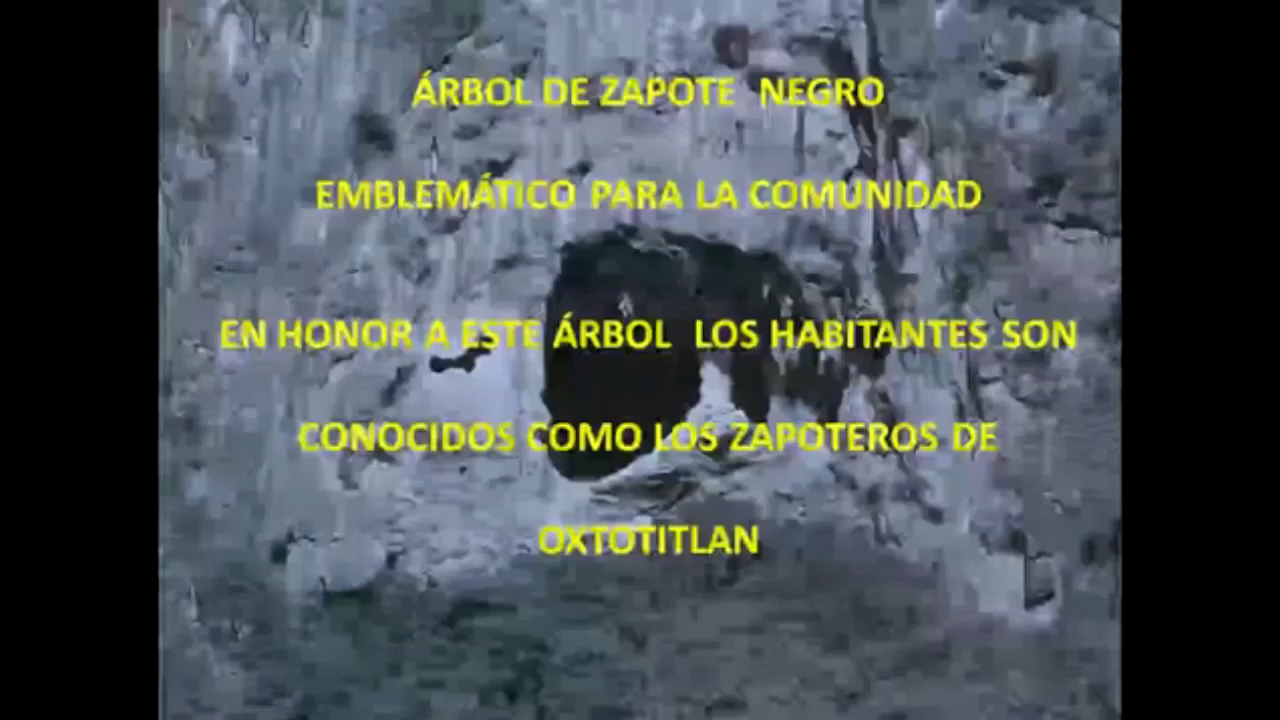 ÁRBOL DE ZAPOTE NEGRO
EMBLEMÁTICO PARA LA COMUNIDAD
EN HONOR A ESTE ÁRBOL LOS HABITANTES SON
CONOCIDOS COMO LOS ZAPOTEROS DE
OXTOTITLAN